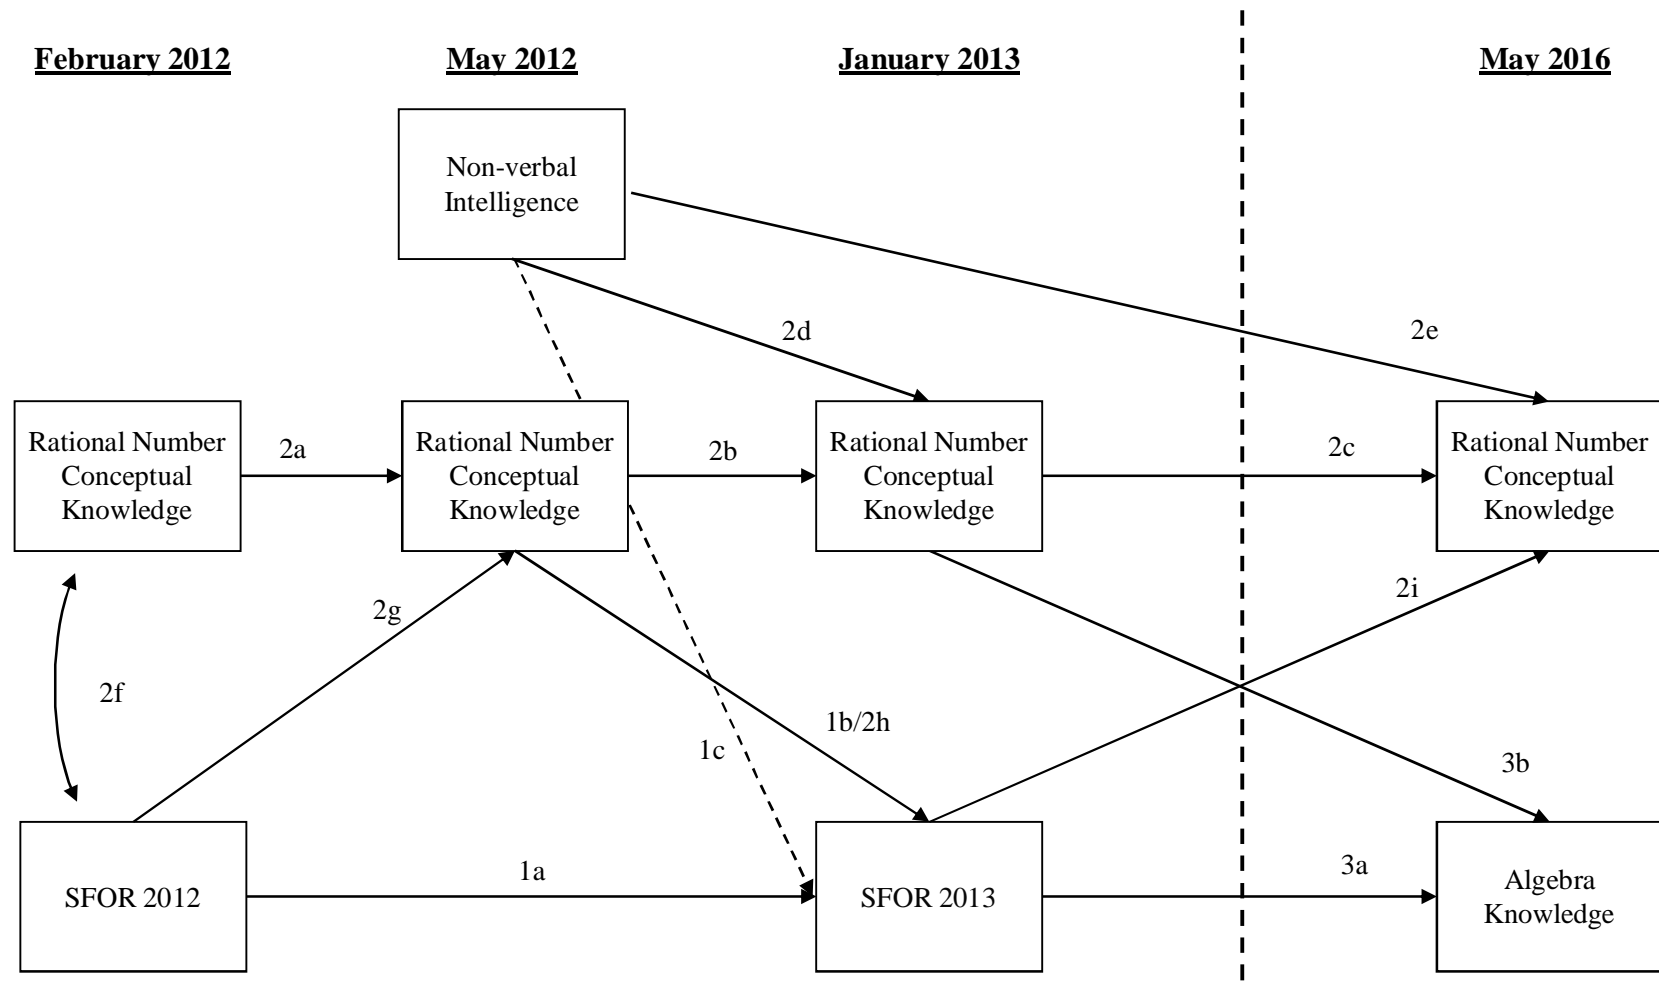 February 2012
May 2012
January 2013
May 2016
Non-verbal
Intelligence
2d
2e
Rational Number
Conceptual
Knowledge
2a
Rational Number
Conceptual
Knowledge
2b
Rational Number
Conceptual
Knowledge
2c
Rational Number
Conceptual
Knowledge
2f
2g
1b/2h
1c
2i
3b
SFOR 2012
1a
SFOR 2013
3a
Algebra
Knowledge